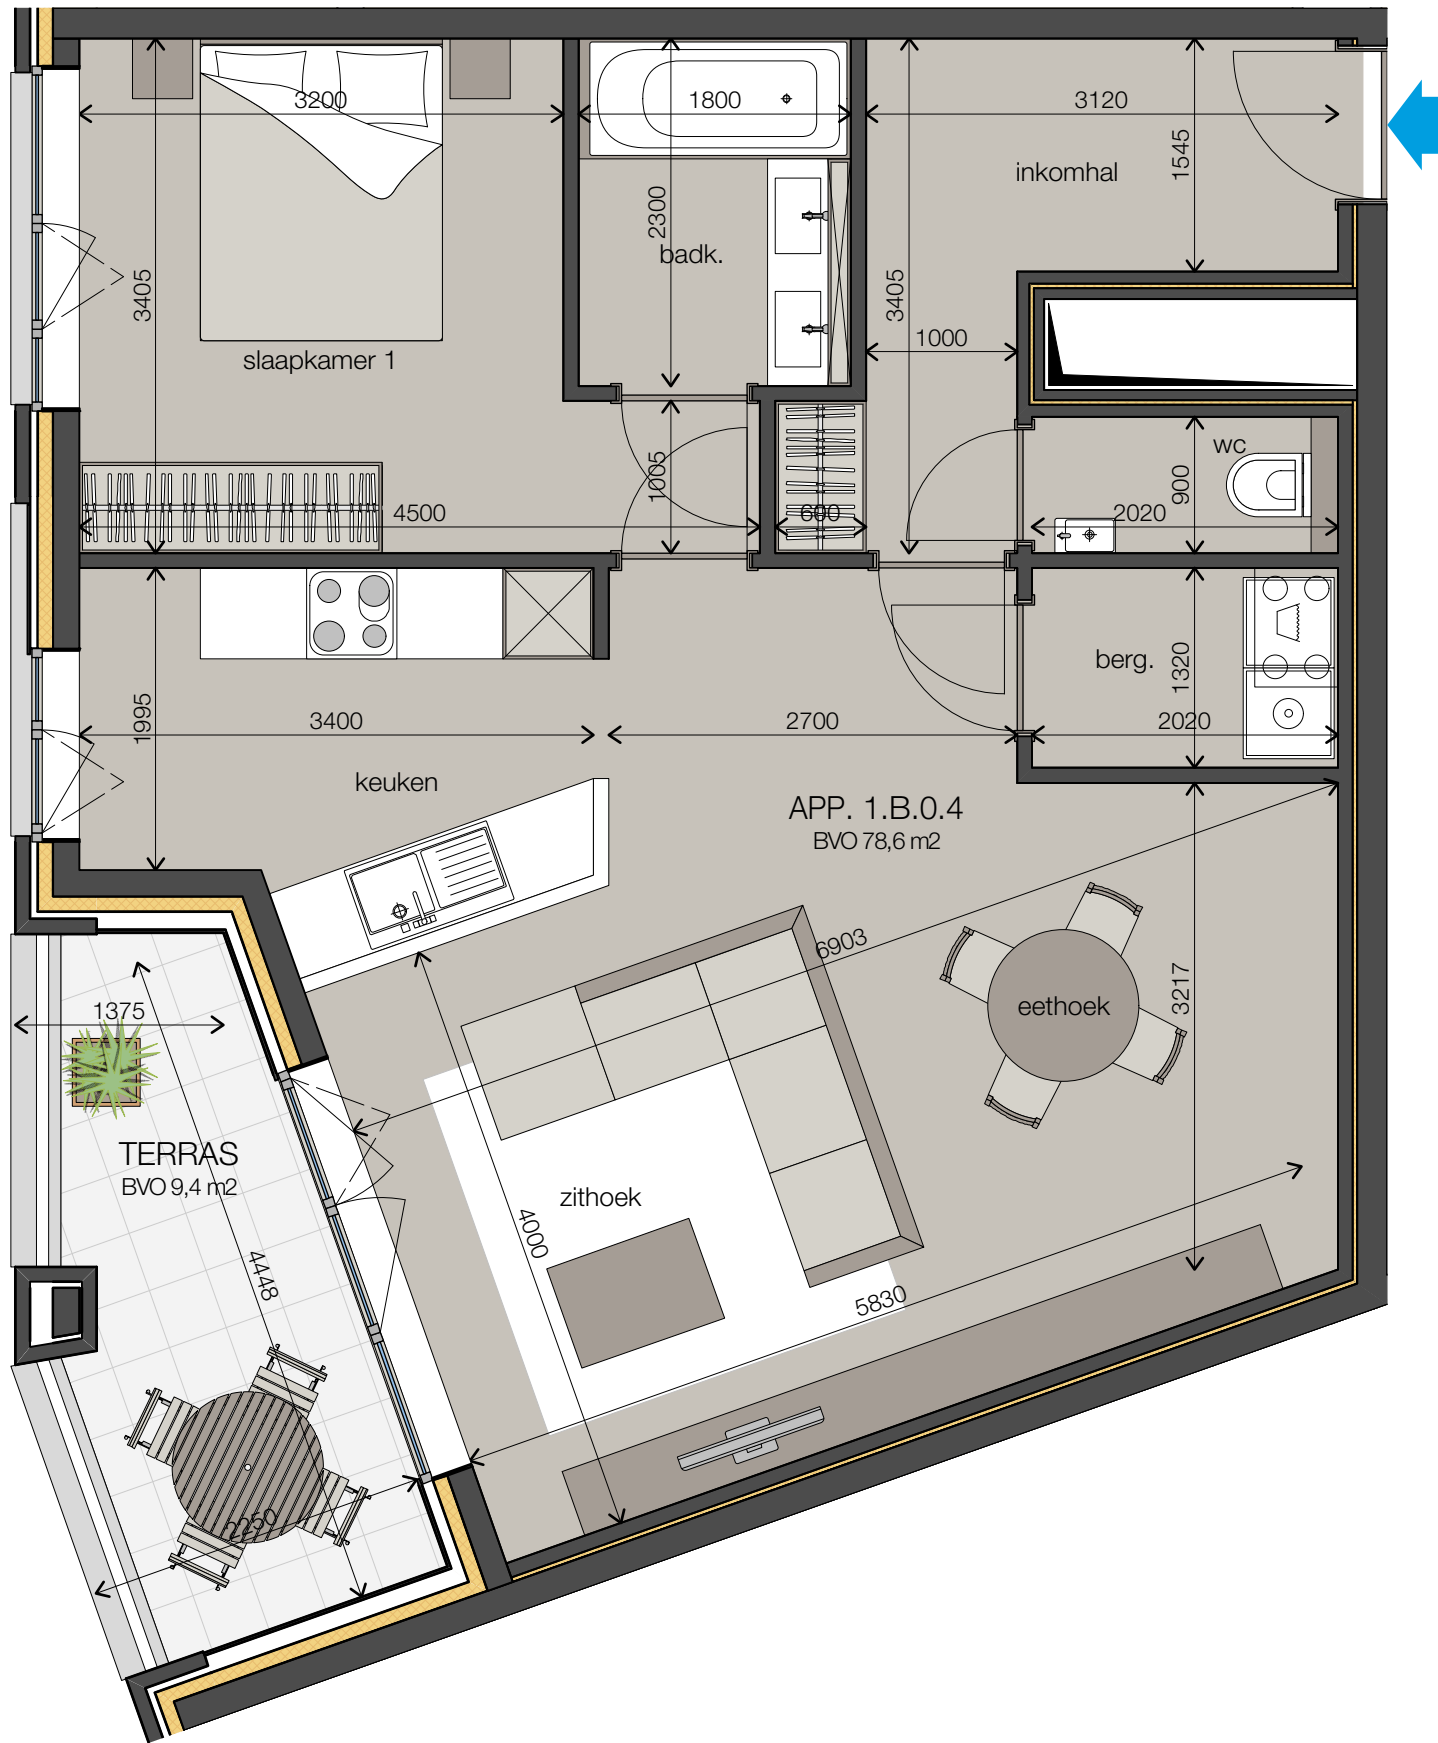 3200
1800
3120
1545
inkomhal
2300
badk.
3405
3405
1000
slaapkamer 1
wc
1005
900
4500
600
2020
berg.
1320
1995
3400
2700
2020
keuken
APP. 1.B.0.4
BVO 78,6 m2
6903
3217
eethoek
1375
TERRAS
BVO 9,4 m2
zithoek
4000
4448
5830
2250